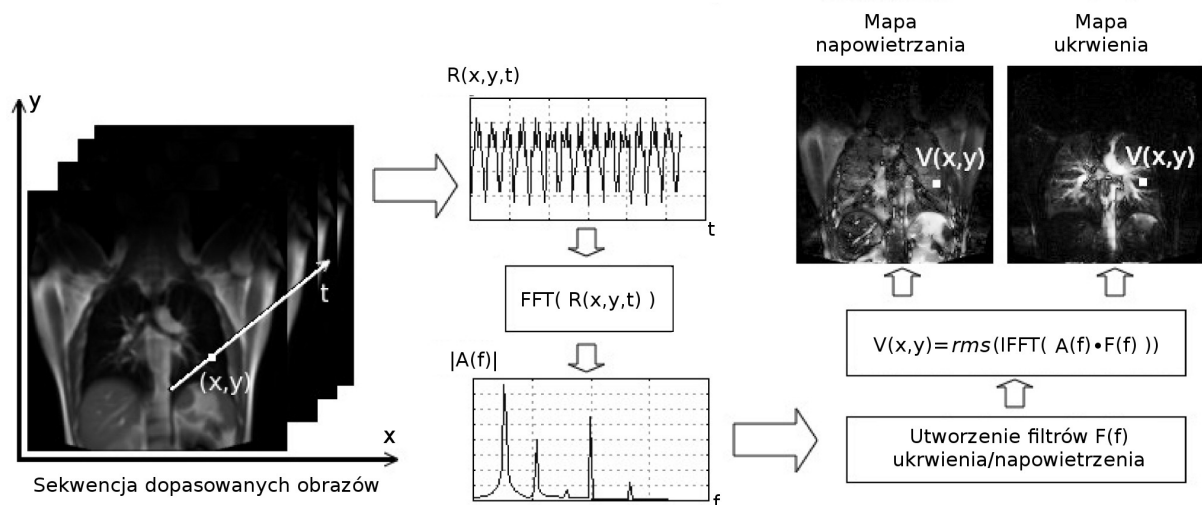 y
t
(x,y)
x
Sekwencja dopasowanych obrazów
R(x,y,t)
t
FFT( R(x,y,t) )
|A(f)|
f
Mapa
napowietrzania
Mapa
ukrwienia
V(x,y)
V(x,y)
V(x,y)=rms(IFFT( A(f)•F(f) ))
Utworzenie filtrów F(f)
ukrwienia/napowietrzenia